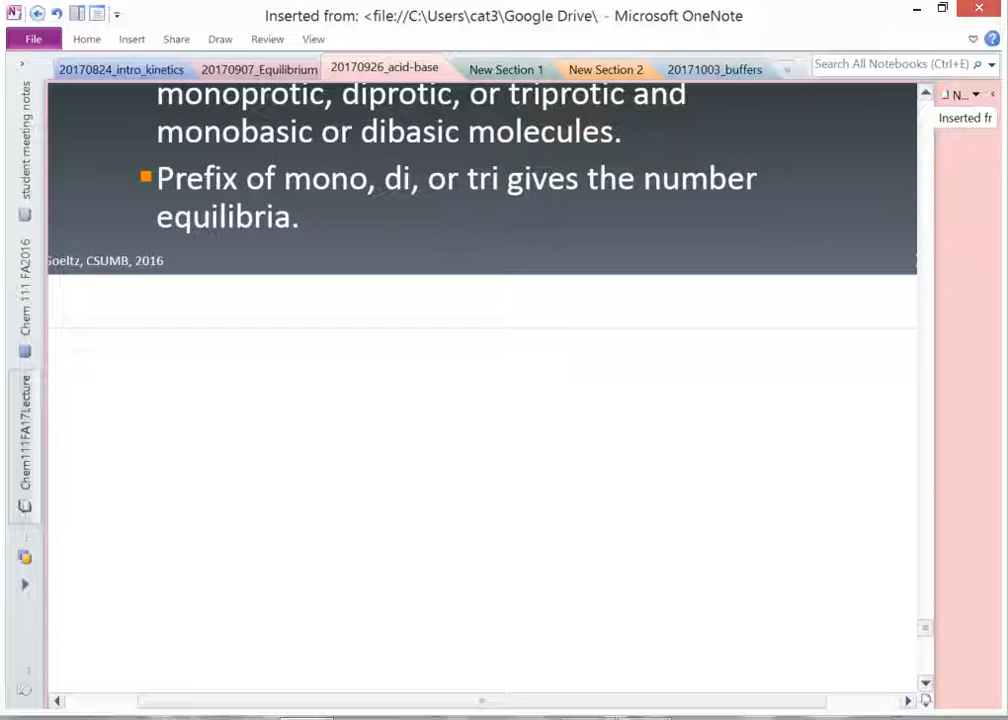 Inserted from: <file://C:\Users\cat3\Google Drive\ - Microsoft OneNote
File Home Insert Share Draw Review View
20170824_intro_kinetics 20170907_Equilibrium 20170926_acid-base New Section 1 New Section 2 20171003_buffers Search All Notebooks (Ctrl+E)
N...
Inserted fr
student meeting notes
Chem 111 FA2016
Chem111FA17Lecture
monoprotic, diprotic, or triprotic and
monobasic or dibasic molecules.
Prefix of mono, di, or tri gives the number
equilibria.
Goeltz, CSUMB, 2016